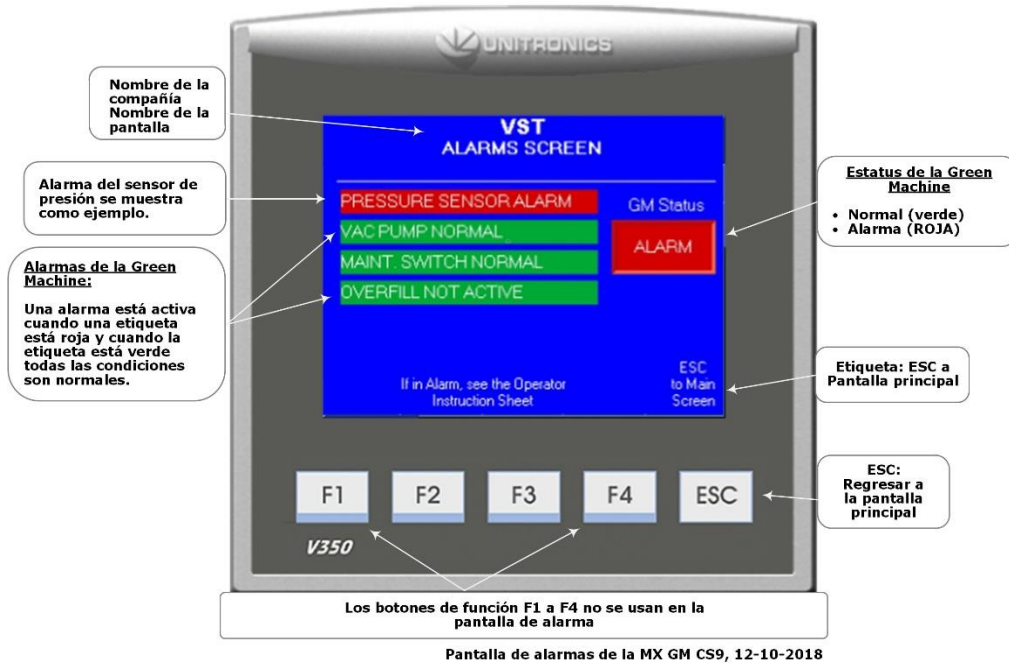 UNITRONICS
Nombre de la
compañía
Nombre de la
pantalla
VST
ALARMS SCREEN
Alarma del sensor de
presión se muestra
como ejemplo.
PRESSURE SENSOR ALARM
VAC PUMP NORMAL
MAINT. SWITCH NORMAL
OVERFILL NOT ACTIVE
GM Status
ALARM
Estatus de la Green
Machine
• Normal (verde)
• Alarma (ROJA)
Alarmas de la Green
Machine:
Una alarma está activa
cuando una etiqueta
está roja y cuando la
etiqueta está verde
todas las condiciones
son normales.
If in Alarm, see the Operator
Instruction Sheet
ESC
to Main
Screen
Etiqueta: ESC a
Pantalla principal
F1 F2 F3 F4 ESC
ESC:
Regresar a
la pantalla
principal
V350
Los botones de función F1 a F4 no se usan en la
pantalla de alarma
Pantalla de alarmas de la MX GM CS9, 12-10-2018